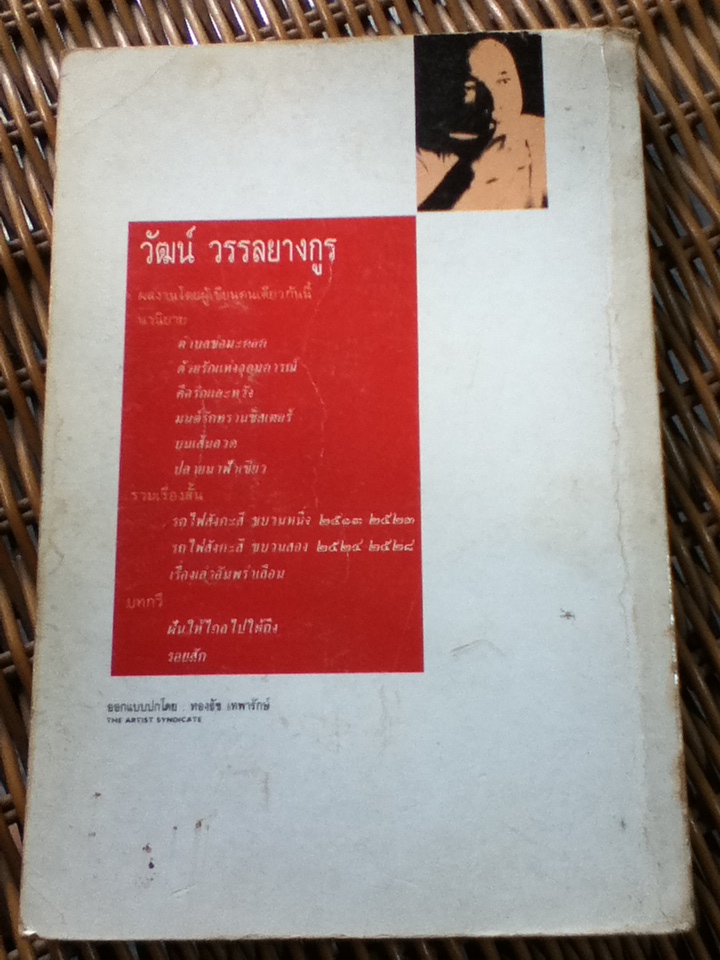 วัฒน์ วรรลยางกูร
ผลงานโดยผู้เขียนคนเดียวกันนี้
นวนิยาย
ตำบลช่อมะกอก
ด้วยรักแห่งอุดมการณ์
คือรักและหวัง
มนต์รักทรานซิสเตอร์
บนเส้นลวด
ปลายนาฟ้าเขียว
รวมเรื่องสั้น
รถไฟสังกะสี ขบวนหนึ่ง ๒๕๑๓ ๒๕๒๓
รถไฟสังกะสี ขบวนสอง ๒๕๒๔ ๒๕๒๘
เรื่องเล่าอัมพร่าเลือม
บทกวี
ฝันให้ไกลไปให้ถึง
รอยสัก
ออกแบบปกโดย : ทองธัช เทพารักษ์
THE ARTIST SYNDICATE